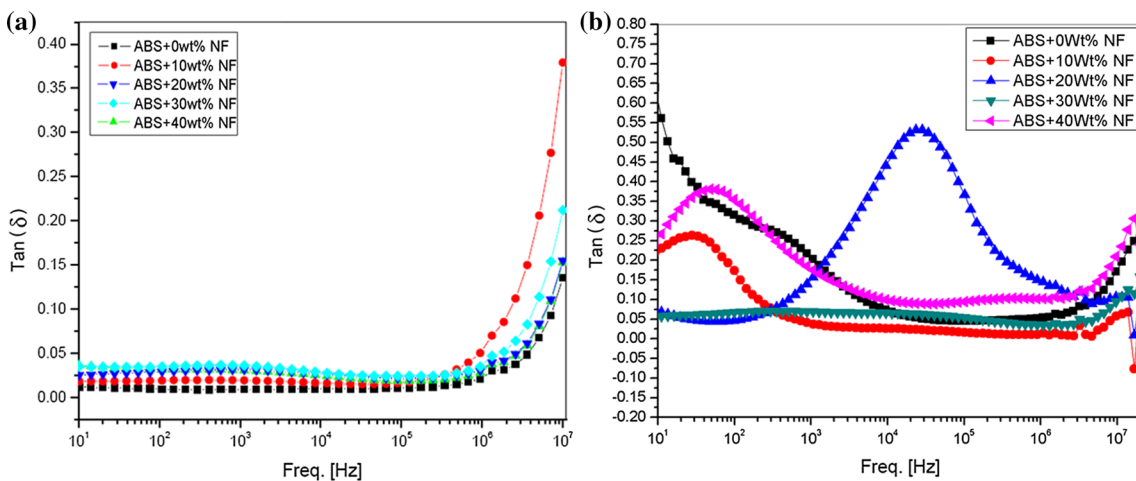 (a)
ABS+0wt% NF
ABS+10wt% NF
ABS+20wt% NF
ABS+30wt% NF
ABS+40wt% NF
0.40
0.35
0.30
0.25
0.20
0.15
0.10
0.05
0.00
Tan (δ)
10¹ 10² 10³ 10⁴ 10⁵ 10⁶ 10⁷
Freq. [Hz]
(b)
ABS+0Wt% NF
ABS+10Wt% NF
ABS+20Wt% NF
ABS+30Wt% NF
ABS+40Wt% NF
0.80
0.75
0.70
0.65
0.60
0.55
0.50
0.45
0.40
0.35
0.30
0.25
0.20
0.15
0.10
0.05
0.00
-0.05
-0.10
-0.15
-0.20
Tan (δ)
10¹ 10² 10³ 10⁴ 10⁵ 10⁶ 10⁷
Freq. [Hz]